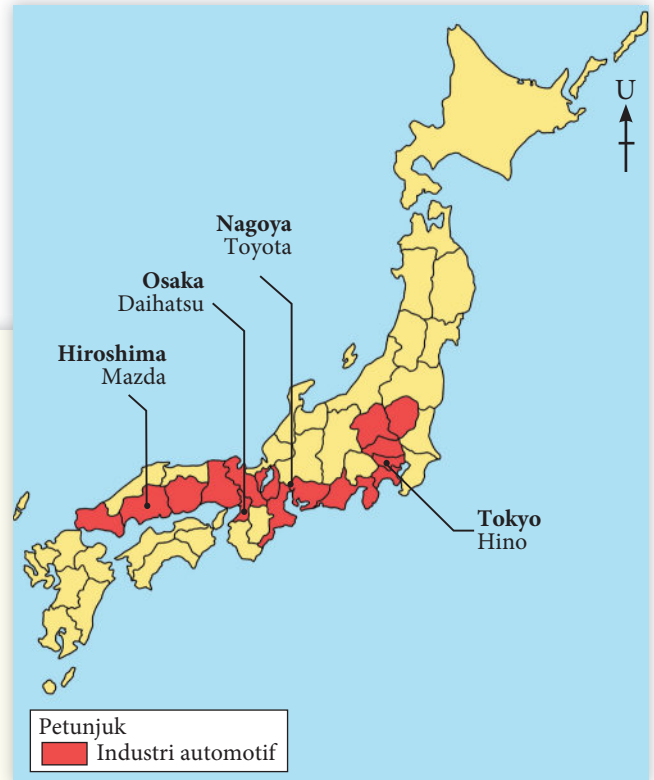 U
Nagoya
Toyota
Osaka
Daihatsu
Hiroshima
Mazda
Tokyo
Hino
Petunjuk
Industri automotif